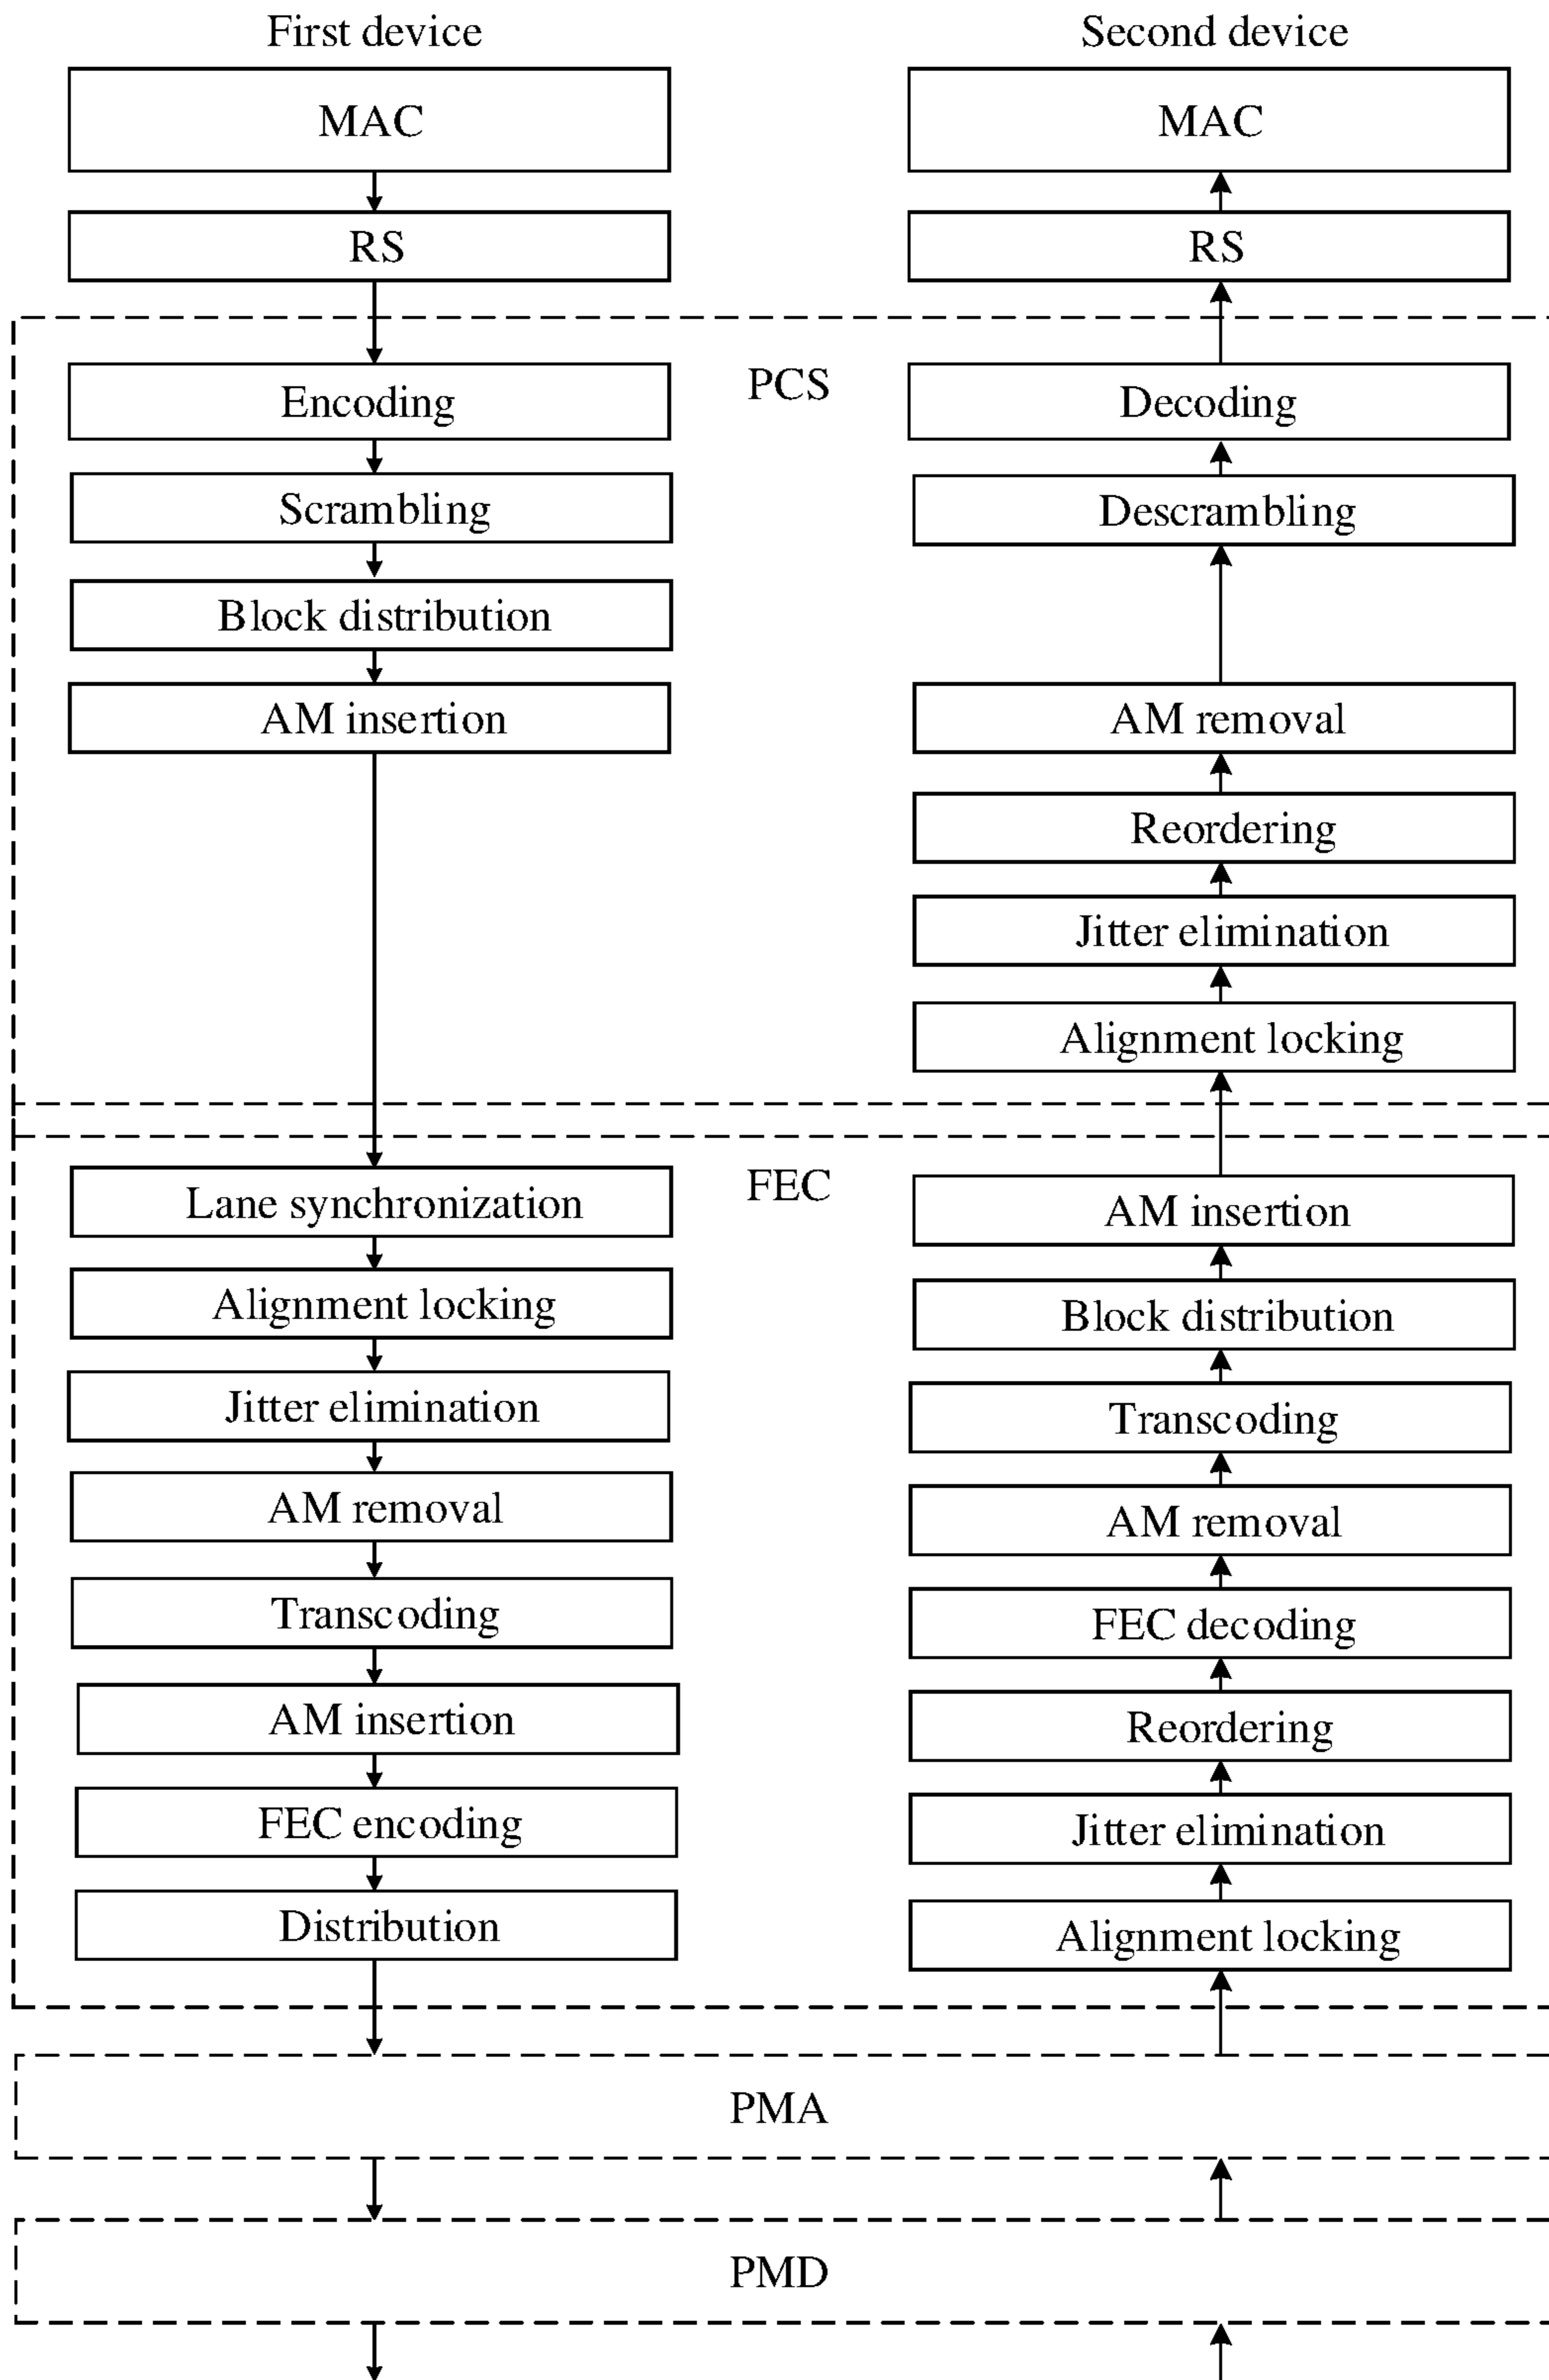 First device
Second device
MAC
MAC
RS
RS
PCS
Encoding
Decoding
Scrambling
Descrambling
Block distribution
AM insertion
AM removal
Reordering
Jitter elimination
Alignment locking
FEC
Lane synchronization
AM insertion
Alignment locking
Block distribution
Jitter elimination
Transcoding
AM removal
AM removal
Transcoding
FEC decoding
AM insertion
Reordering
FEC encoding
Jitter elimination
Distribution
Alignment locking
PMA
PMD